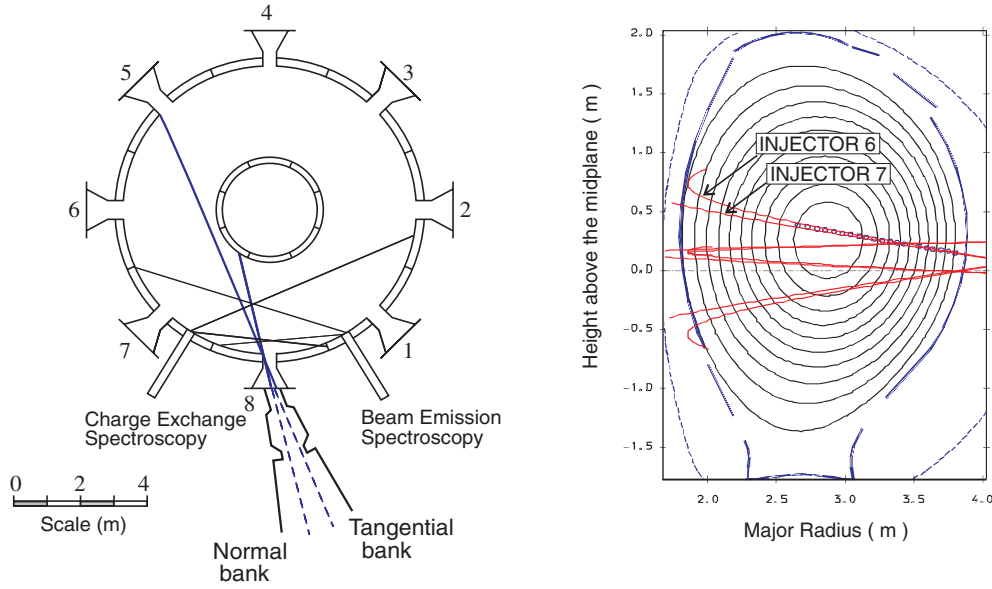 4
5
3
6
2
7
1
8
Charge Exchange
Spectroscopy
Beam Emission
Spectroscopy
0 2 4
Scale (m)
Normal
bank
Tangential
bank
2.0
1.5
1.0
0.5
0.0
-0.5
-1.0
-1.5
Height above the midplane ( m )
INJECTOR 6
INJECTOR 7
2.0 2.5 3.0 3.5 4.0
Major Radius ( m )